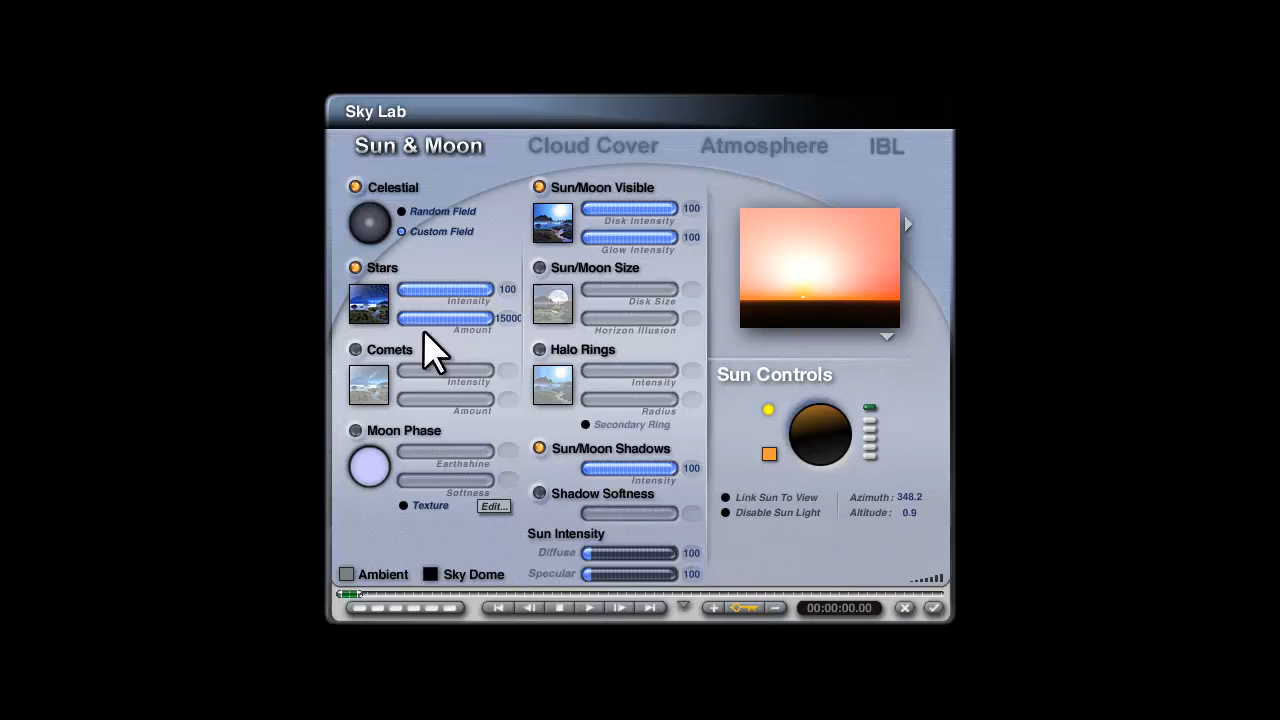 Sky Lab
Sun & Moon Cloud Cover Atmosphere IBL
Celestial
Random Field
Custom Field
Stars
100
Intensity
15000
Amount
Comets
Intensity
Amount
Moon Phase
Earthshine
Softness
Texture Edit...
Ambient Sky Dome
Sun/Moon Visible
100
Disk Intensity
100
Glow Intensity
Sun/Moon Size
Disk Size
Horizon Illusion
Halo Rings
Intensity
Radius
Secondary Ring
Sun/Moon Shadows
100
Intensity
Shadow Softness
Sun Intensity
Diffuse 100
Specular 100
Sun Controls
Link Sun To View Azimuth: 348.2
Disable Sun Light Altitude: 0.9
00:00:00.00